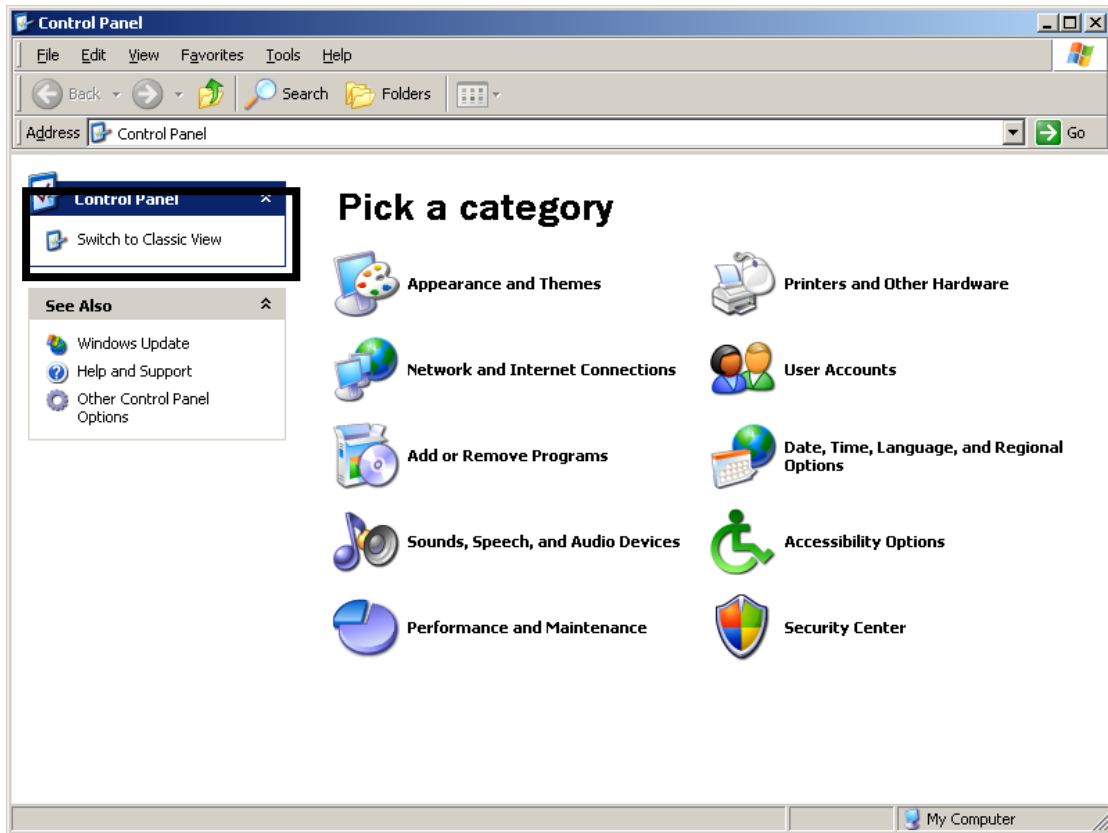 Control Panel
File Edit View Favorites Tools Help
Back Search Folders
Address Control Panel Go
Control Panel
Switch to Classic View
See Also
Windows Update
Help and Support
Other Control Panel
Options
Pick a category
Appearance and Themes
Printers and Other Hardware
Network and Internet Connections
User Accounts
Add or Remove Programs
Date, Time, Language, and Regional
Options
Sounds, Speech, and Audio Devices
Accessibility Options
Performance and Maintenance
Security Center
My Computer